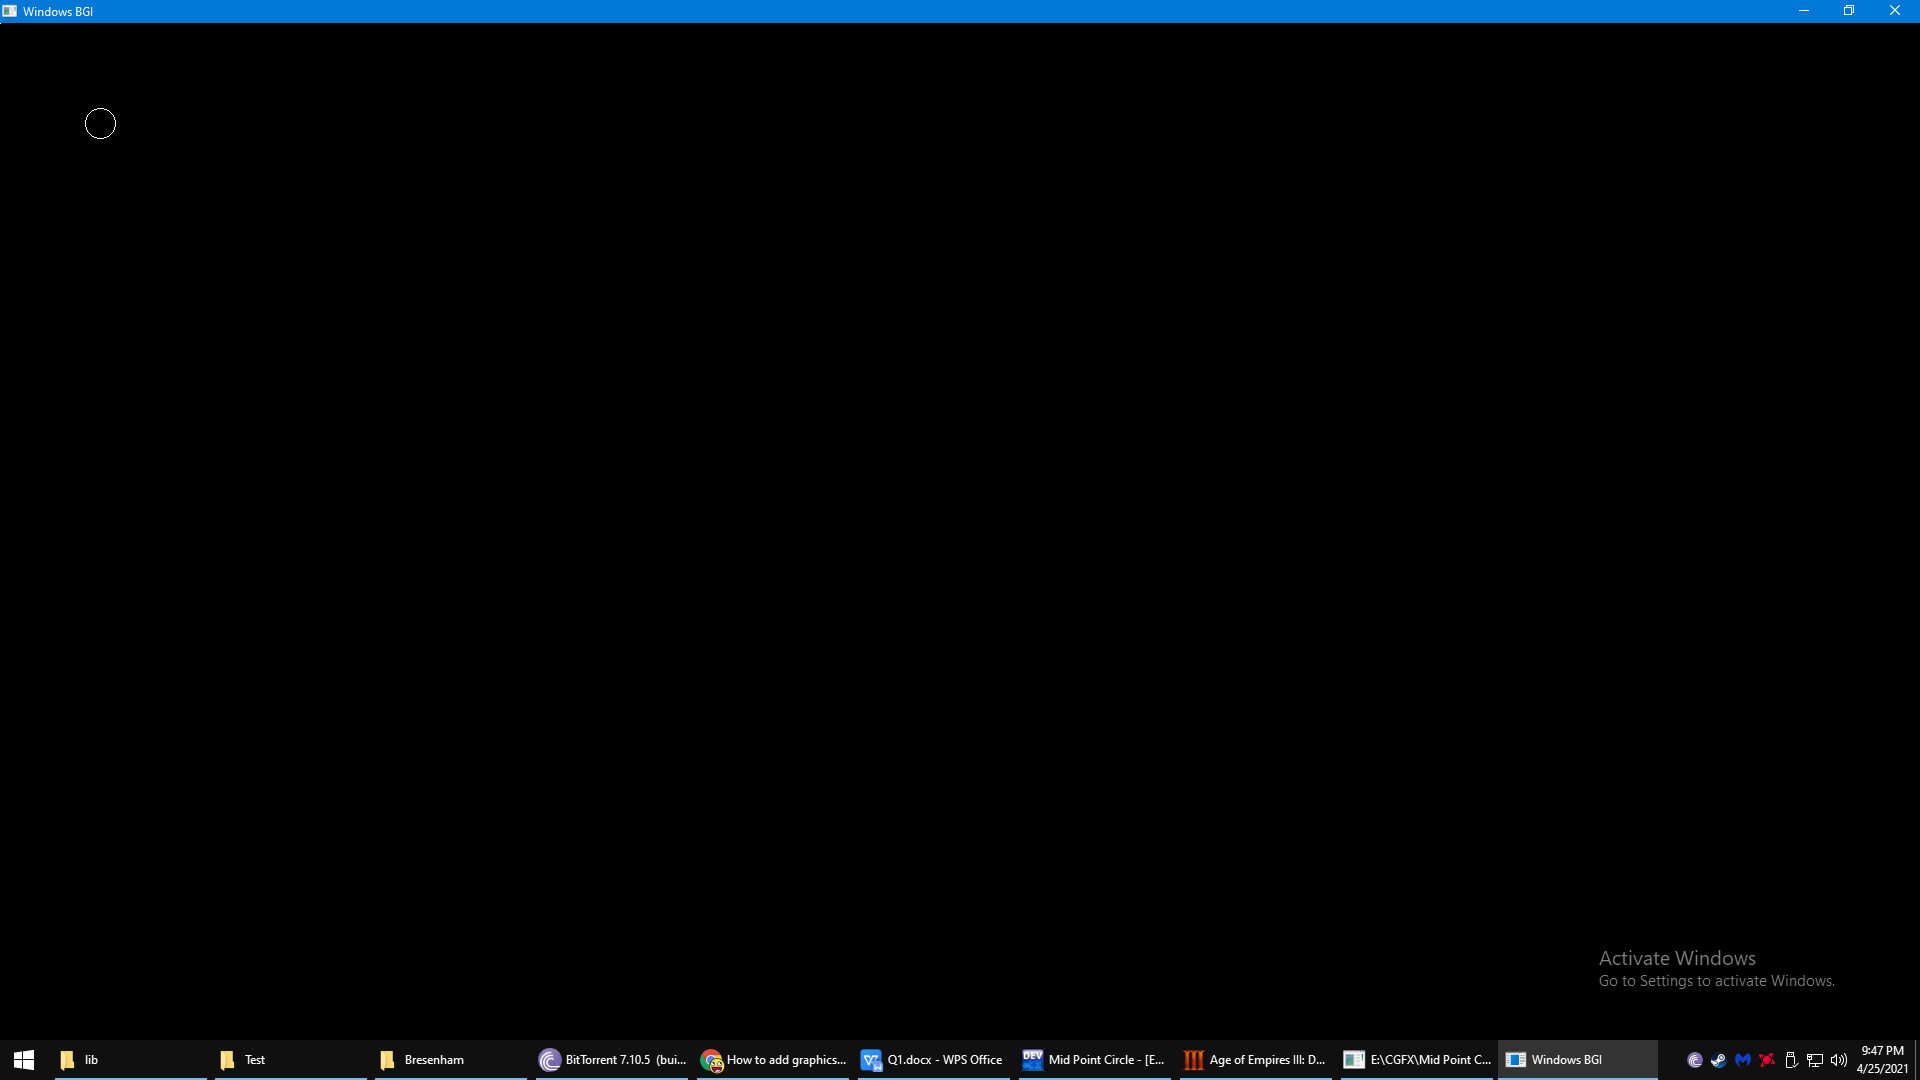 Windows BGI
Activate Windows
Go to Settings to activate Windows.
lib
Test
Bresenham
BitTorrent 7.10.5 (bui...
How to add graphics...
Q1.docx - WPS Office
DEV
Mid Point Circle - [E...
Age of Empires III: D...
E:\CGFX\Mid Point C...
Windows BGI
9:47 PM
4/25/2021